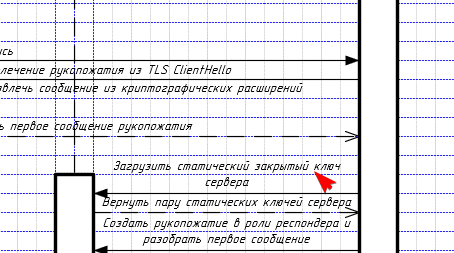 сь
лечение рукопожатия из TLS ClientHello
влечь сообщение из криптографических расширений
ь первое сообщение рукопожатия
Загрузить статический закрытый ключ
сервера
Вернуть пару статических ключей сервера
Создать рукопожатие в роли респондера и
разобрать первое сообщение